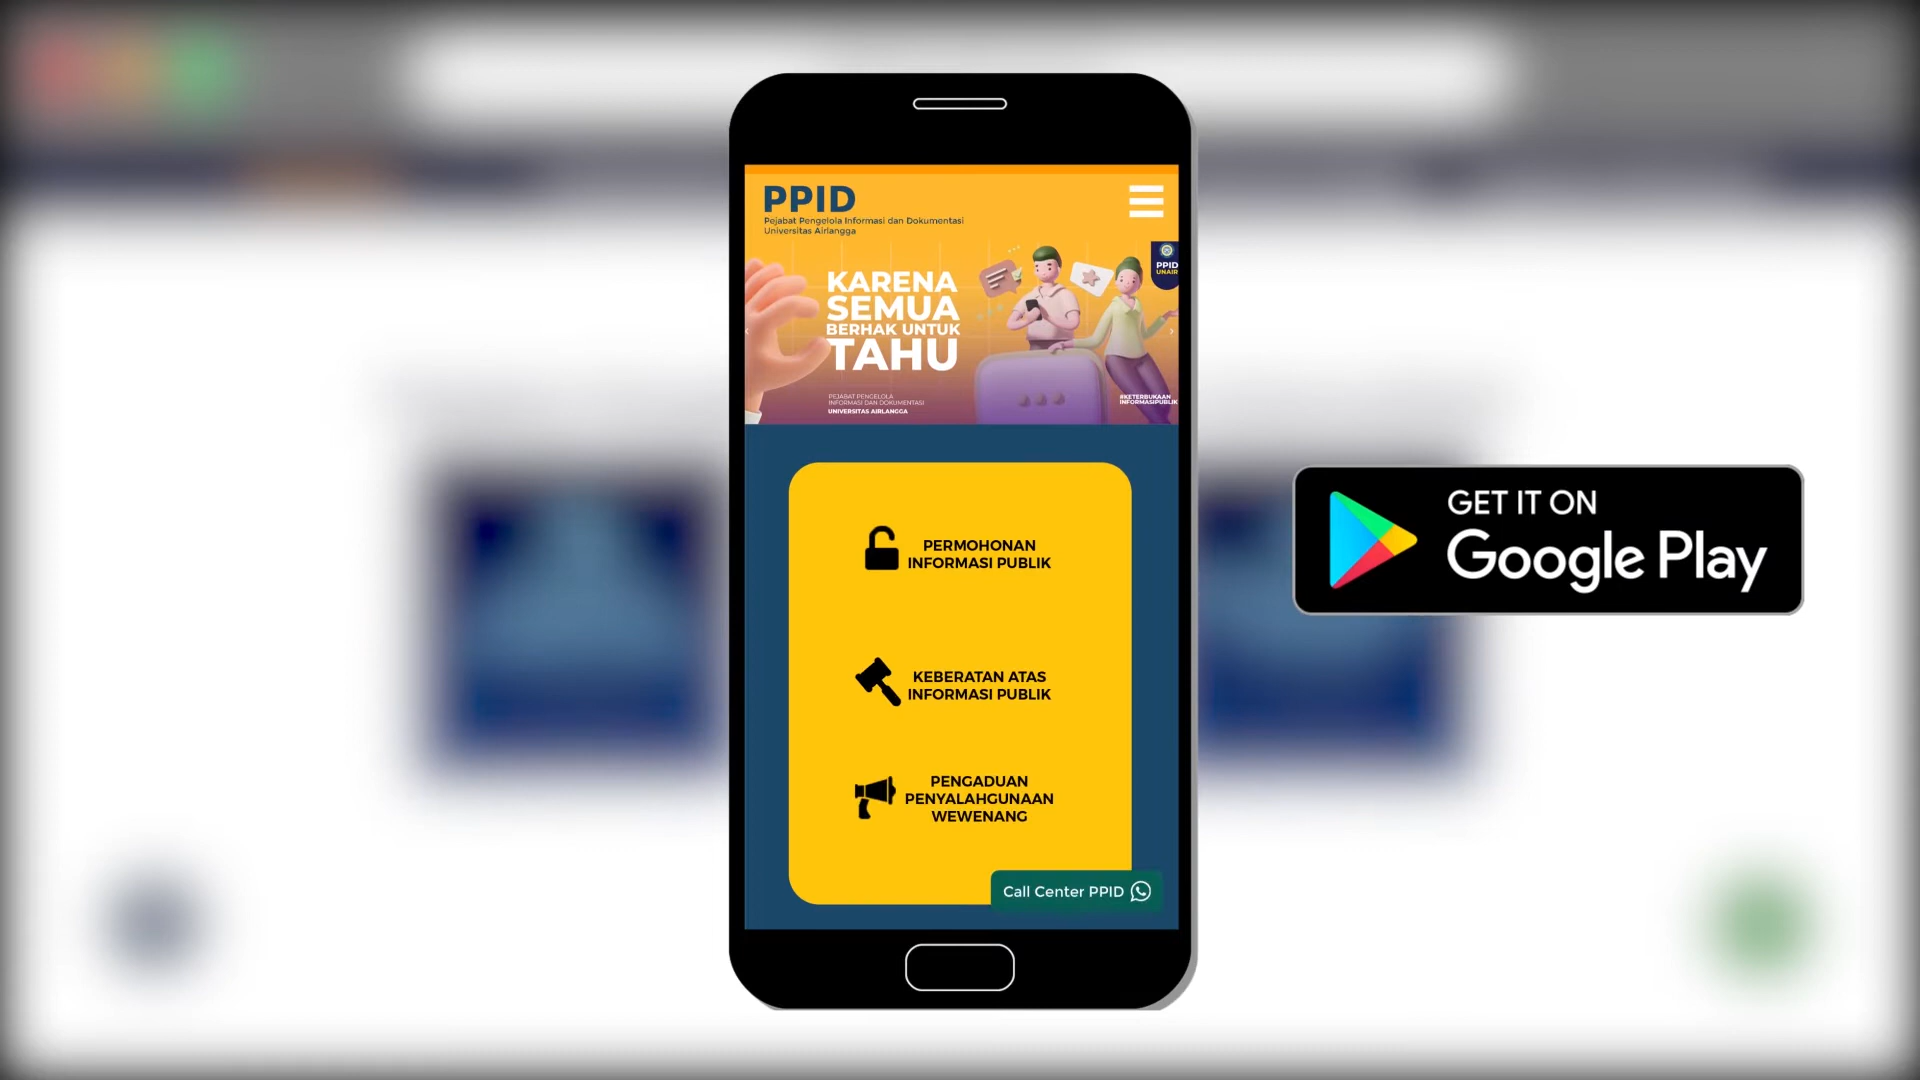 PPID
Pejabat Pengelola Informasi dan Dokumentasi
Universitas Airlangga
PPID
UNAIR
KARENA
SEMUA
BERHAK UNTUK
TAHU
PEJABAT PENGELOLA
INFORMASI DAN DOKUMENTASI
UNIVERSITAS AIRLANGGA
#KETERBUKAAN
INFORMASIPUBLIK
PERMOHONAN
INFORMASI PUBLIK
KEBERATAN ATAS
INFORMASI PUBLIK
PENGADUAN
PENYALAHGUNAAN
WEWENANG
Call Center PPID
GET IT ON
Google Play